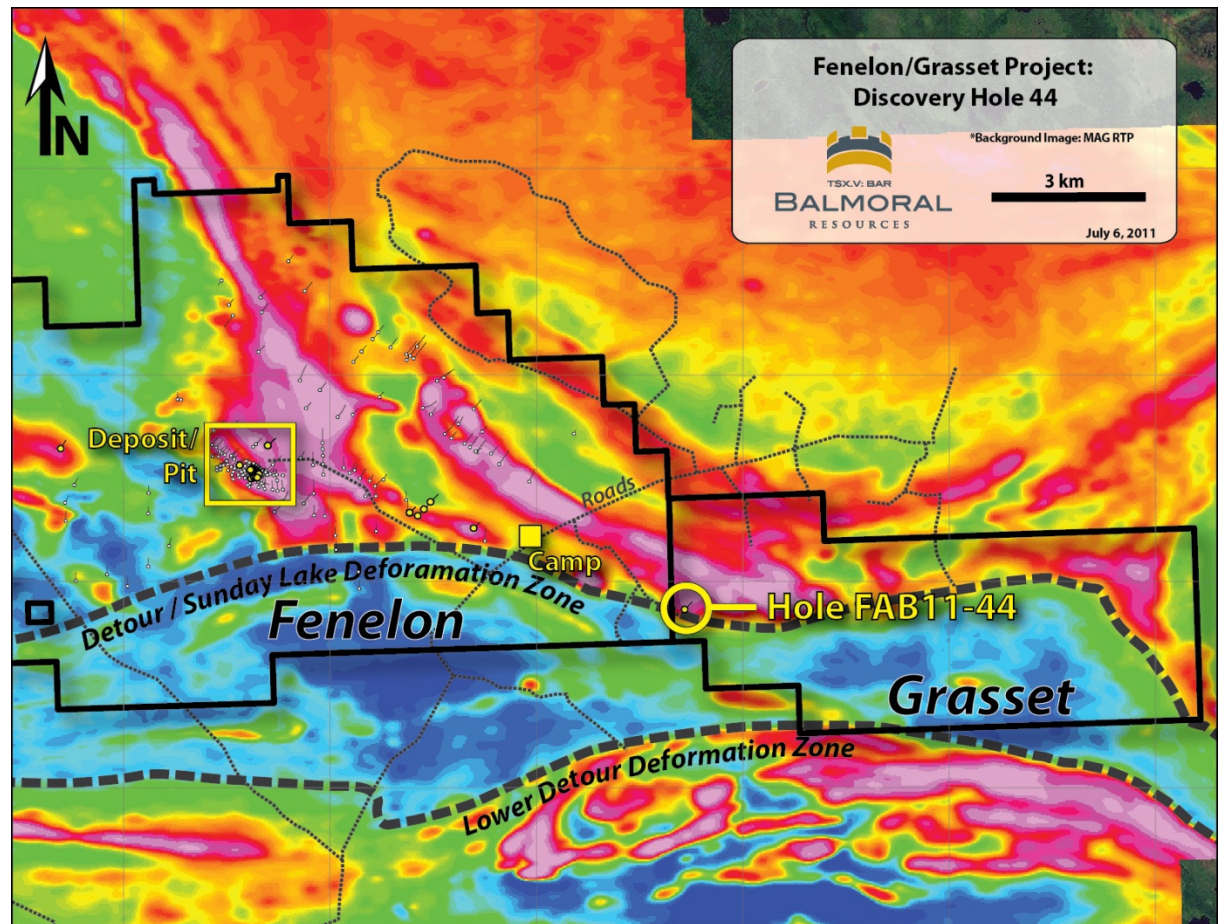 Fenelon/Grasset Project:
Discovery Hole 44
*Background Image: MAG RTP
TSX.V: BAR
BALMORAL
RESOURCES
3 km
July 6, 2011
N
Deposit/
Pit
Roads
Camp
Detour / Sunday Lake Deforamation Zone
Fenelon
Hole FAB11-44
Grasset
Lower Detour Deformation Zone